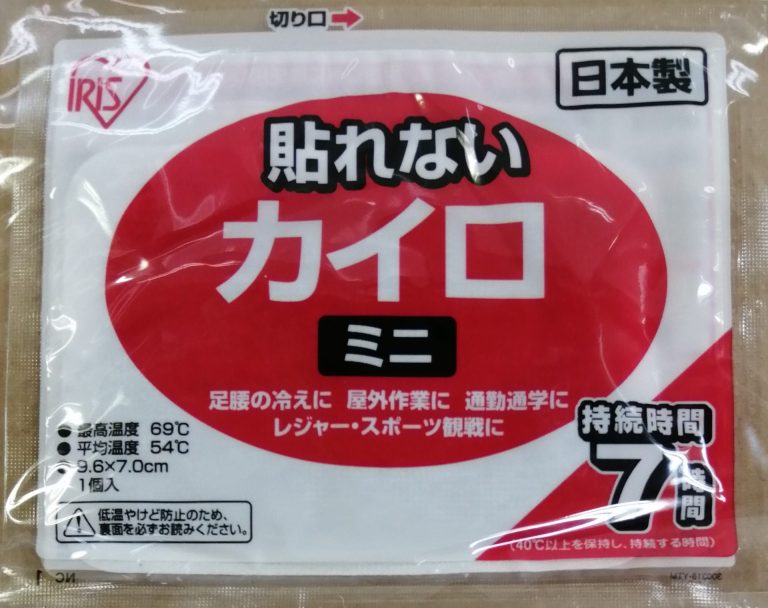 切り口 →
IRIS
日本製
貼れない
カイロ
ミニ
足腰の冷えに 屋外作業に 通勤通学に
レジャー・スポーツ観戦に
● 最高温度 69℃
● 平均温度 54℃
● 9.6×7.0cm
1個入
低温やけど防止のため、
裏面を必ずお読みください。
持続時間
7時間
(40℃以上を保持し、持続する時間)